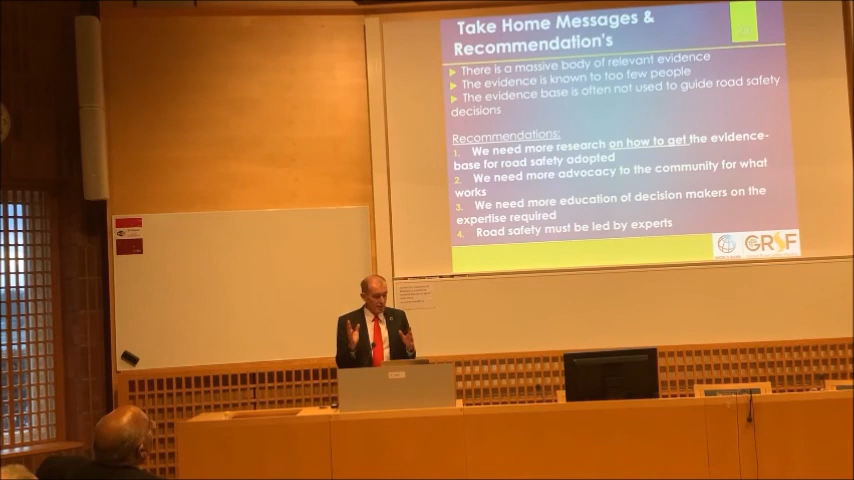 Take Home Messages &
Recommendation's
There is a massive body of relevant evidence
The evidence is known to too few people
The evidence base is often not used to guide road safety
decisions
Recommendations:
1. We need more research on how to get the evidence-
base for road safety adopted
2. We need more advocacy to the community for what
works
3. We need more education of decision makers on the
expertise required
4. Road safety must be led by experts
WORLD BANK
GRSF